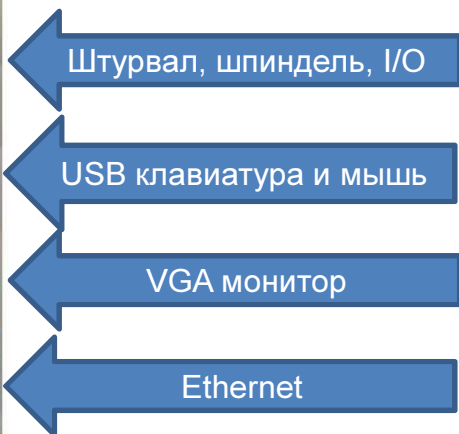 Штурвал, шпиндель, I/O
USB клавиатура и мышь
VGA монитор
Ethernet